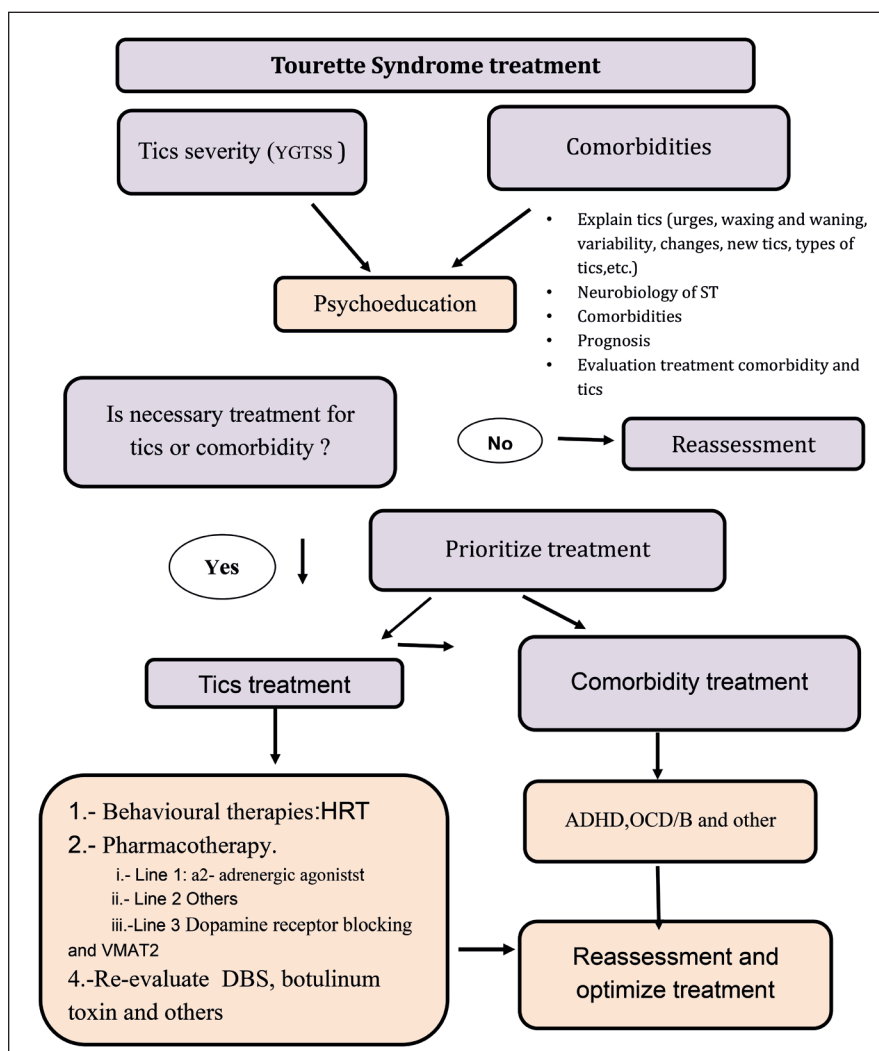 Tourette Syndrome treatment
Tics severity (YGTSS )
Comorbidities
• Explain tics (urges, waxing and waning,
variability, changes, new tics, types of
tics,etc.)
• Neurobiology of ST
• Comorbidities
• Prognosis
• Evaluation treatment comorbidity and
tics
Psychoeducation
Is necessary treatment for
tics or comorbidity ?
No
Reassessment
Yes
Prioritize treatment
Tics treatment
Comorbidity treatment
1.- Behavioural therapies:HRT
2.- Pharmacotherapy.
i.- Line 1: a2- adrenergic agonistst
ii.- Line 2 Others
iii.-Line 3 Dopamine receptor blocking
and VMAT2
4.-Re-evaluate DBS, botulinum
toxin and others
ADHD,OCD/B and other
Reassessment and
optimize treatment